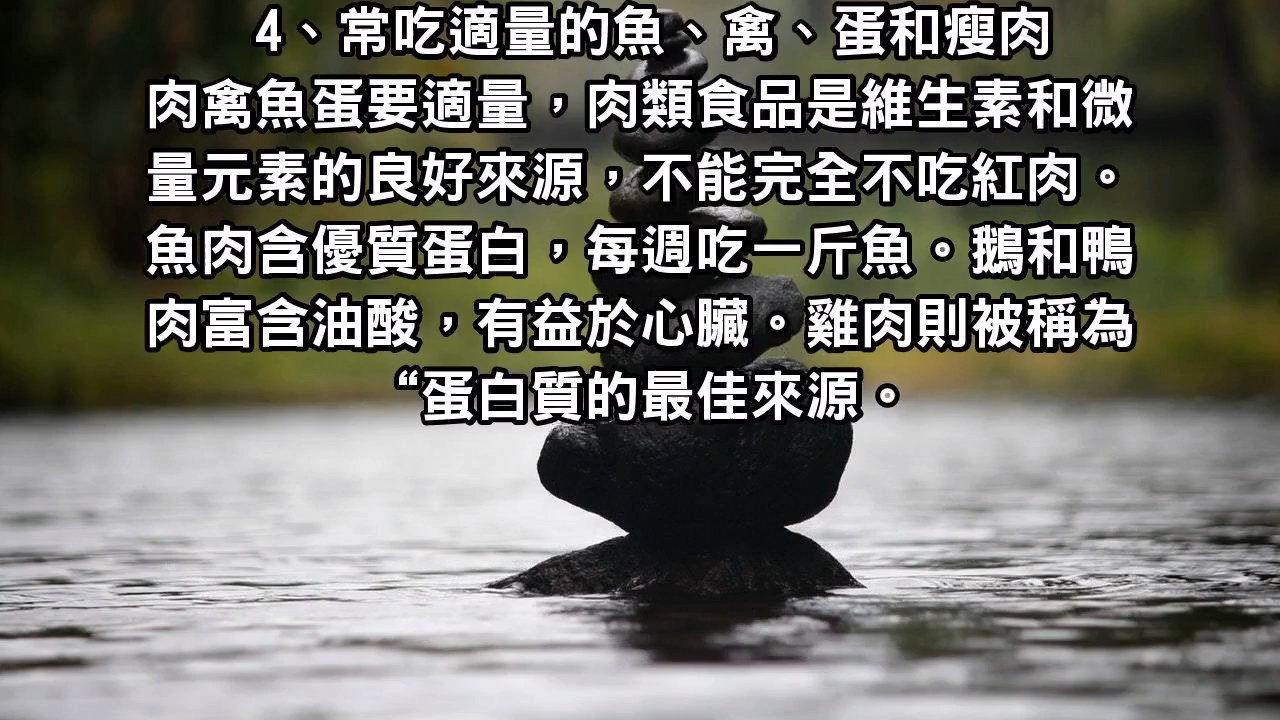 4、常吃適量的魚、禽、蛋和瘦肉
肉禽魚蛋要適量，肉類食品是維生素和微
量元素的良好來源，不能完全不吃紅肉。
魚肉含優質蛋白，每週吃一斤魚。鵝和鴨
肉富含油酸，有益於心臟。雞肉則被稱為
“蛋白質的最佳來源。